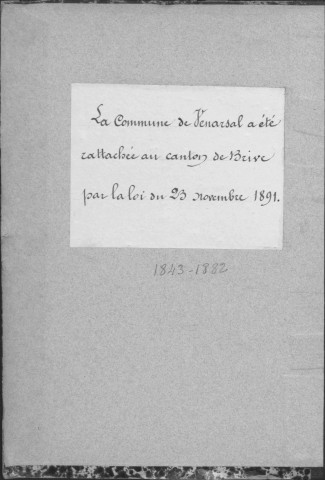 La Commune de Venarsal a été
rattachée au canton de Brive
par la loi du 23 novembre 1891.
1843-1882